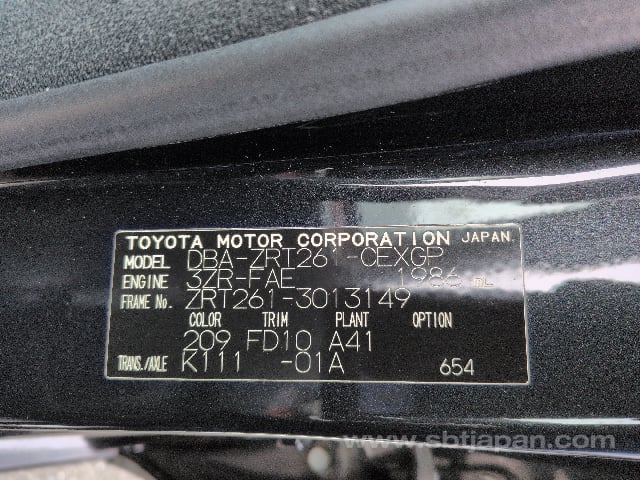 TOYOTA MOTOR CORPORATION JAPAN
MODEL DBA-ZRT261-CEXGP
ENGINE 3ZR-FAE 1986 mL
FRAME No. ZRT261-3013149
COLOR TRIM PLANT OPTION
209 FD10 A41
TRANS./AXLE K111 -01A 654
www.sbtjapan.com